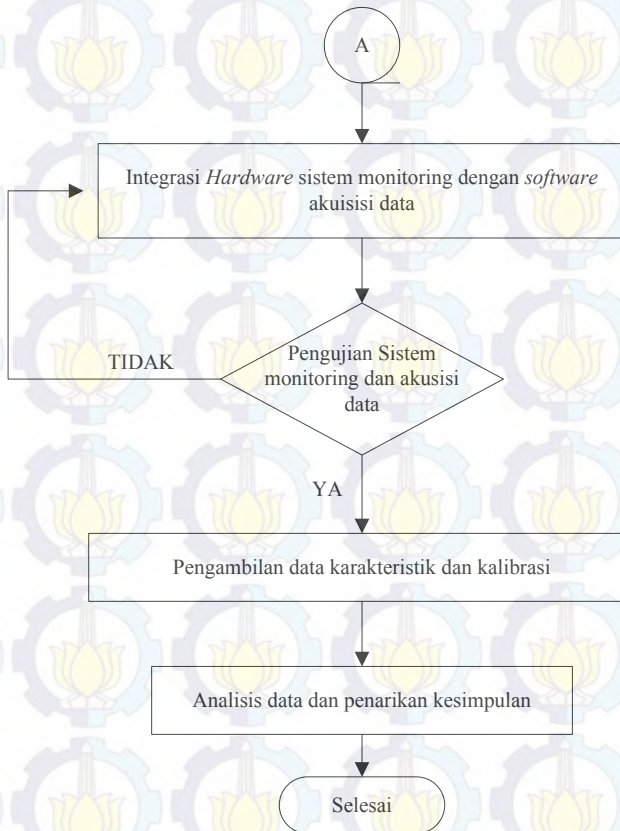 A
Integrasi Hardware sistem monitoring dengan software
akuisisi data
Pengujian Sistem
monitoring dan akusisi
data
TIDAK
YA
Pengambilan data karakteristik dan kalibrasi
Analisis data dan penarikan kesimpulan
Selesai